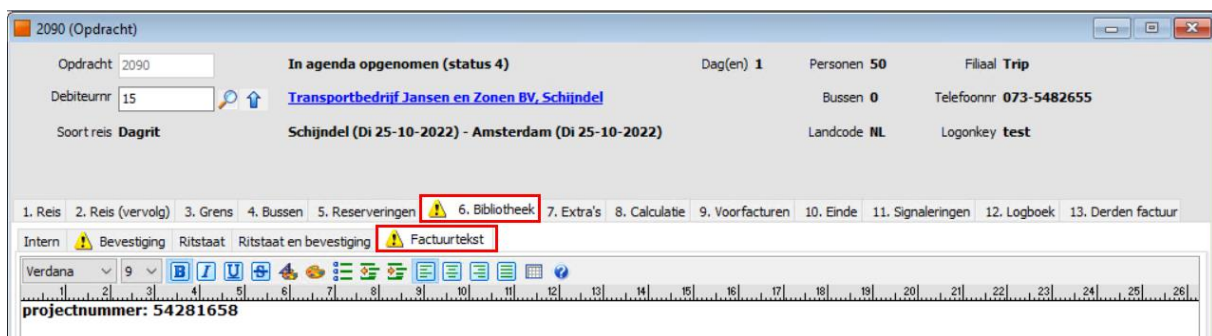 2090 (Opdracht)
Opdracht 2090 In agenda opgenomen (status 4) Dag(en) 1 Personen 50 Filiaal Trip
Debiteurnr 15 Transportbedrijf Jansen en Zonen BV, Schijndel Bussen 0 Telefoonnr 073-5482655
Soort reis Dagrit Schijndel (Di 25-10-2022) - Amsterdam (Di 25-10-2022) Landcode NL Logonkey test
1. Reis 2. Reis (vervolg) 3. Grens 4. Bussen 5. Reserveringen 6. Bibliotheek 7. Extra's 8. Calculatie 9. Voorfacturen 10. Einde 11. Signaleringen 12. Logboek 13. Derden factuur
Intern Bevestiging Ritstaat Ritstaat en bevestiging Factuurtekst
Verdana 9 B I U S
1 2 3 4 5 6 7 8 9 10 11 12 13 14 15 16 17 18 19 20 21 22 23 24 25 26
projectnummer: 54281658